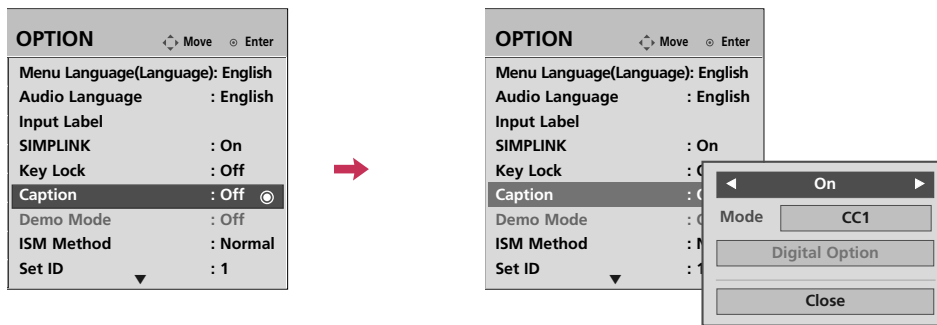 OPTION Move Enter
Menu Language(Language): English
Audio Language : English
Input Label
SIMPLINK : On
Key Lock : Off
Caption : Off
Demo Mode : Off
ISM Method : Normal
Set ID : 1
OPTION Move Enter
Menu Language(Language): English
Audio Language : English
Input Label
SIMPLINK : On
Key Lock :
Caption :
Demo Mode :
ISM Method :
Set ID : 1
On
Mode CC1
Digital Option
Close